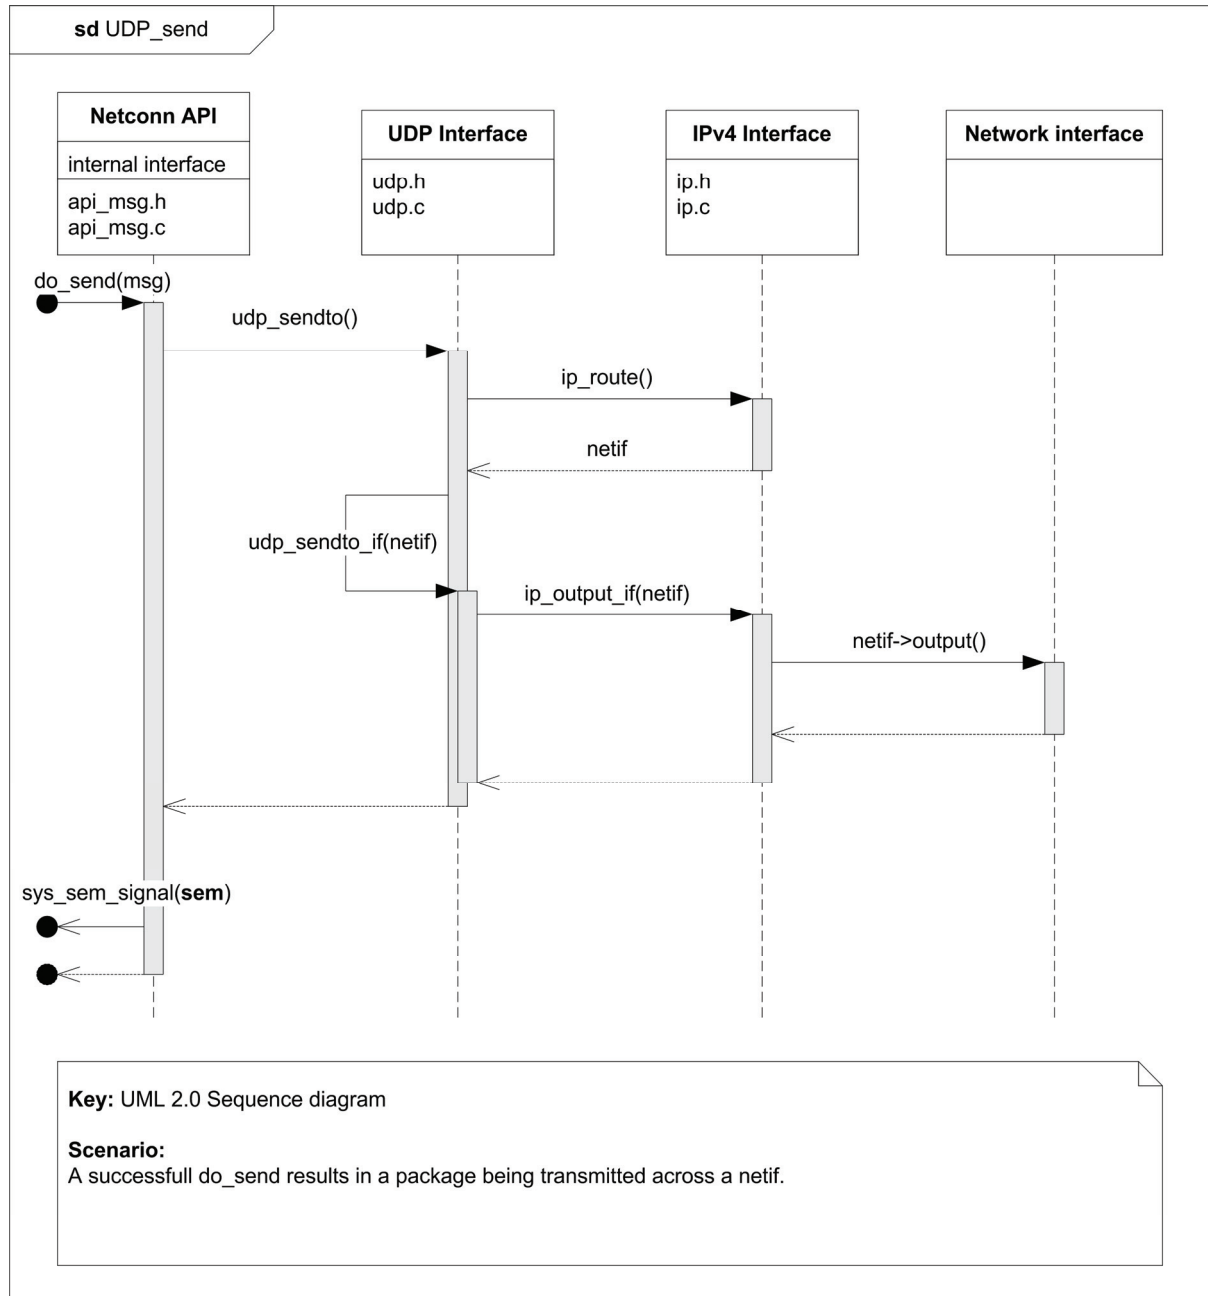 sd UDP_send
Netconn API
internal interface
api_msg.h
api_msg.c
UDP Interface
udp.h
udp.c
IPv4 Interface
ip.h
ip.c
Network interface
do_send(msg)
udp_sendto()
ip_route()
netif
udp_sendto_if(netif)
ip_output_if(netif)
netif->output()
sys_sem_signal(sem)
Key: UML 2.0 Sequence diagram
Scenario:
A successfull do_send results in a package being transmitted across a netif.